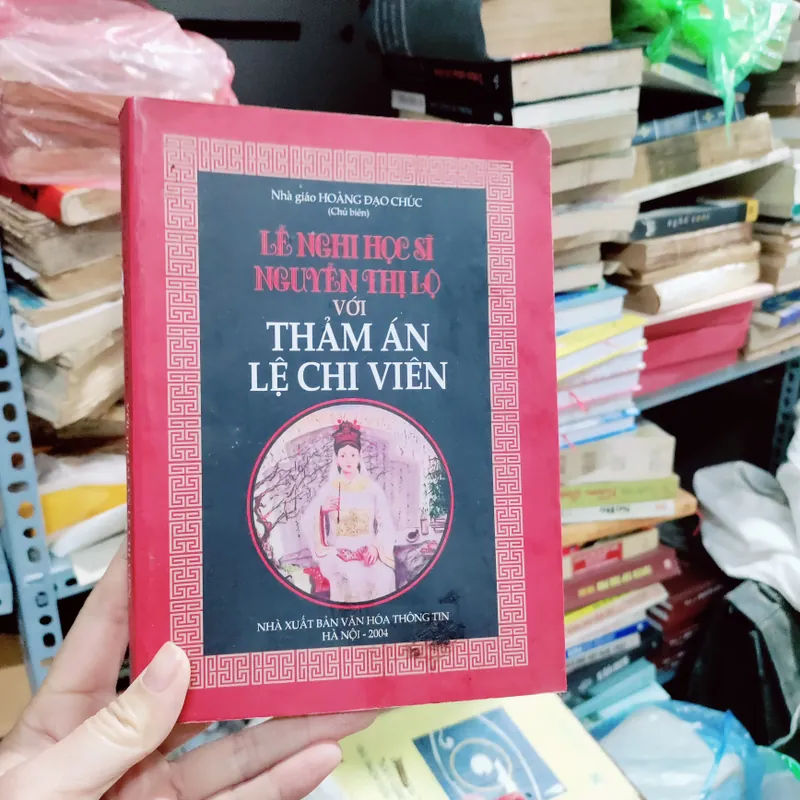 Nhà giáo HOÀNG ĐẠO CHÚC
(Chủ biên)
LỄ NGHI HỌC SĨ
NGUYỄN THỊ LỘ
VỚI
THẢM ÁN
LỆ CHI VIÊN
NHÀ XUẤT BẢN VĂN HÓA THÔNG TIN
HÀ NỘI - 2004